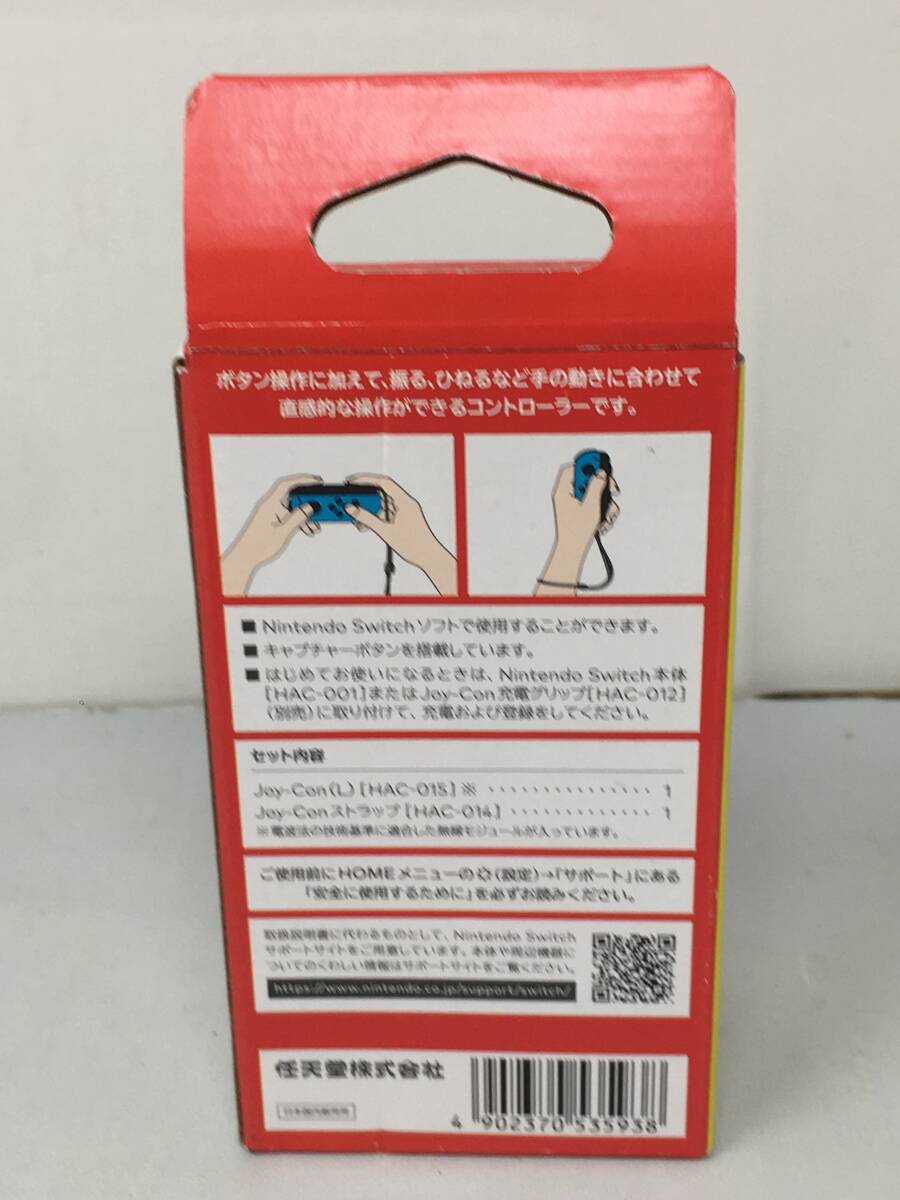 ボタン操作に加えて、振る、ひねるなど手の動きに合わせて
直感的な操作ができるコントローラーです。
■ Nintendo Switchソフトで使用することができます。
■ キャプチャーボタンを搭載しています。
■ はじめてお使いになるときは、Nintendo Switch本体
[HAC-001]またはJoy-Con充電グリップ[HAC-012]
(別売)に取り付けて、充電および登録をしてください。
セット内容
Joy-Con(L) [HAC-015] ※ ・・・・・・・・・・・・・・・ 1
Joy-Conストラップ [HAC-014] ・・・・・・・・・・・・・ 1
※電波法の技術基準に適合した無線モジュールが入っています。
ご使用前にHOMEメニューの(設定)→「サポート」にある
「安全に使用するために」を必ずお読みください。
取扱説明書に代わるものとして、Nintendo Switch
サポートサイトをご用意しています。本体や周辺機器に
ついてのくわしい情報はサポートサイトをご覧ください。
https://www.nintendo.co.jp/support/switch/
任天堂株式会社
日本国内販売用
4 902370 535938